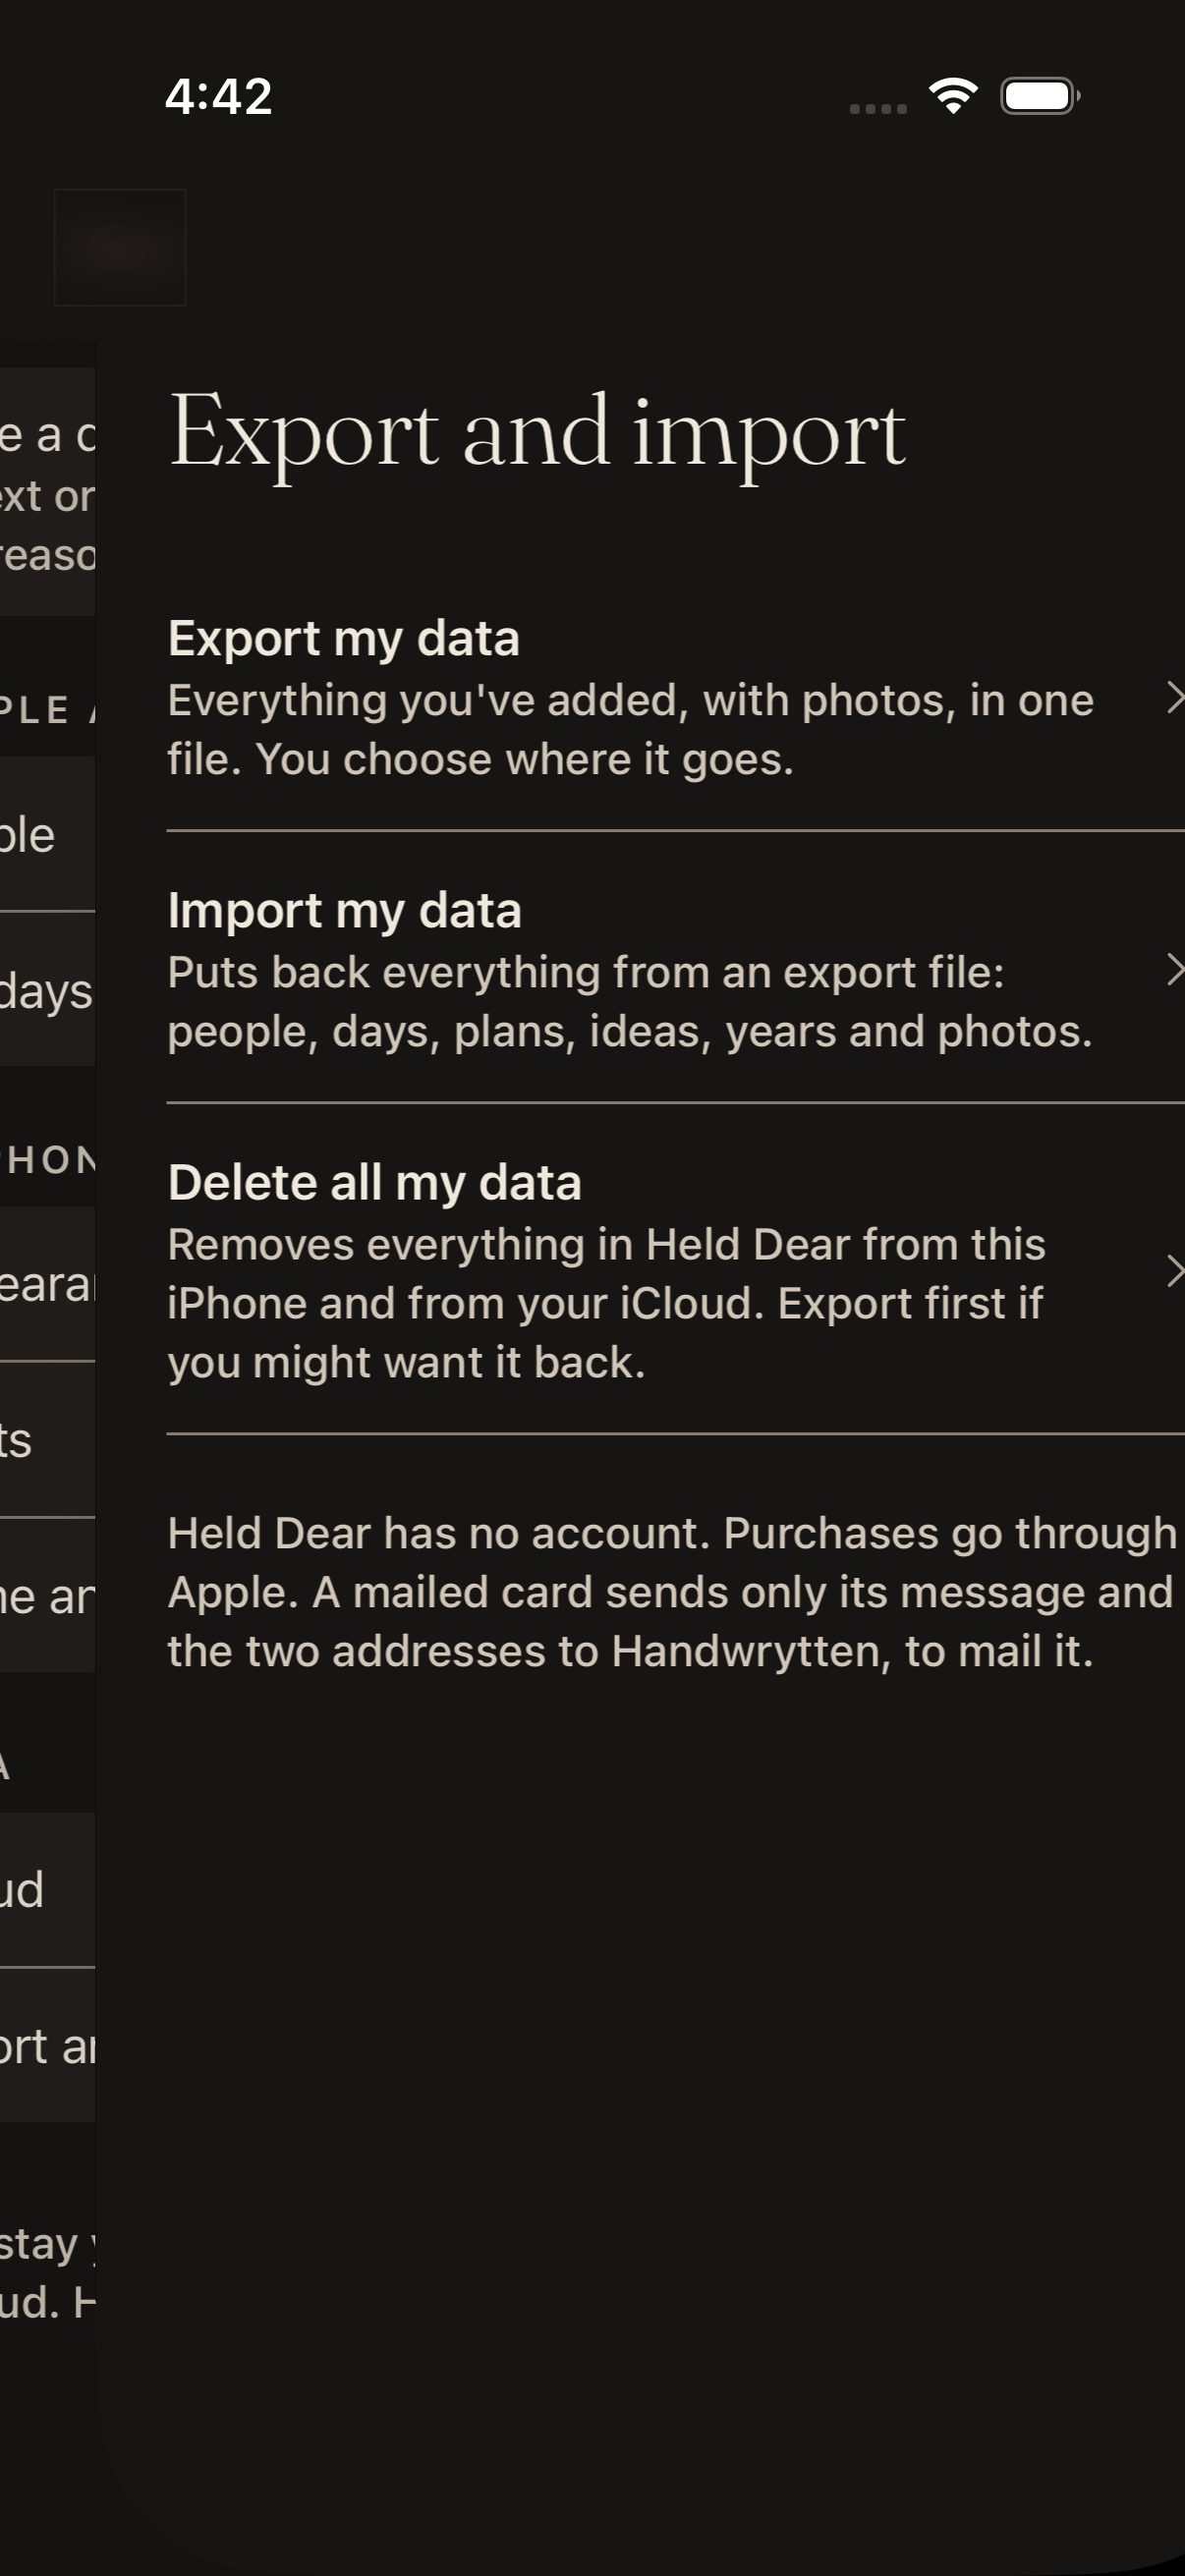 4:42
Export and import
Export my data
Everything you've added, with photos, in one
file. You choose where it goes.
Import my data
Puts back everything from an export file:
people, days, plans, ideas, years and photos.
Delete all my data
Removes everything in Held Dear from this
iPhone and from your iCloud. Export first if
you might want it back.
Held Dear has no account. Purchases go through
Apple. A mailed card sends only its message and
the two addresses to Handwrytten, to mail it.